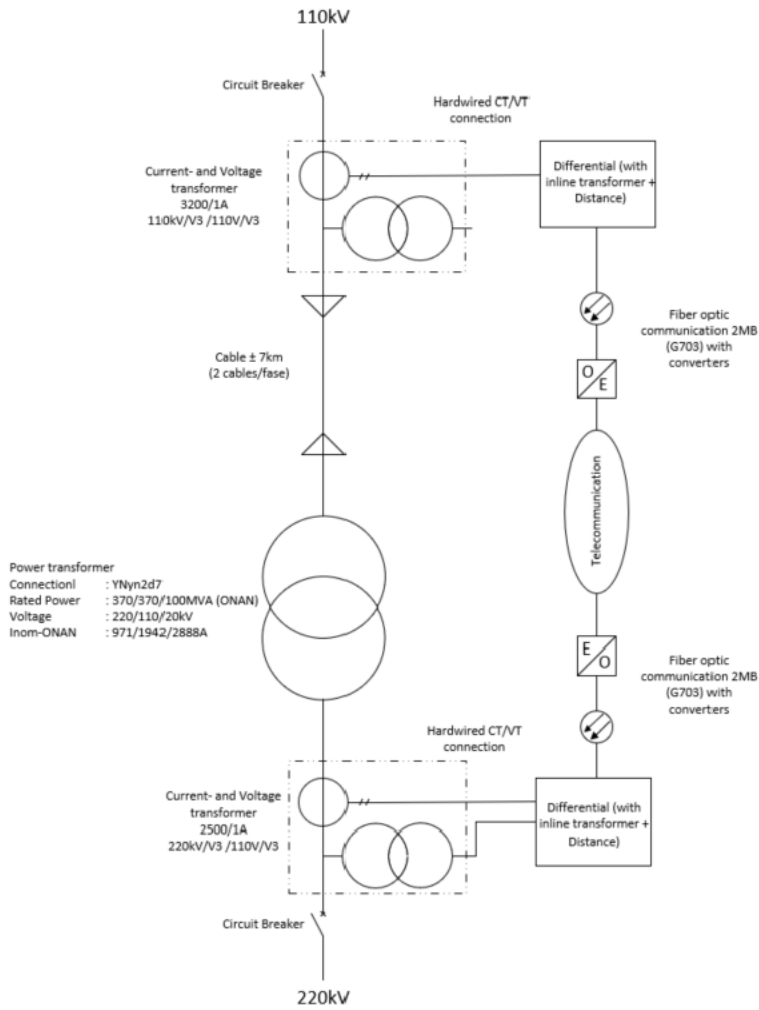 110kV
Circuit Breaker
Hardwired CT/VT
connection
Current- and Voltage
transformer
3200/1A
110kV/V3 /110V/V3
Differential (with
inline transformer +
Distance)
Fiber optic
communication 2MB
(G703) with
converters
O
E
Cable ± 7km
(2 cables/fase)
Telecommunication
Power transformer
Connectionl : YNyn2d7
Rated Power : 370/370/100MVA (ONAN)
Voltage : 220/110/20kV
Inom-ONAN : 971/1942/2888A
E
O
Fiber optic
communication 2MB
(G703) with
converters
Hardwired CT/VT
connection
Current- and Voltage
transformer
2500/1A
220kV/V3 /110V/V3
Differential (with
inline transformer +
Distance)
Circuit Breaker
220kV